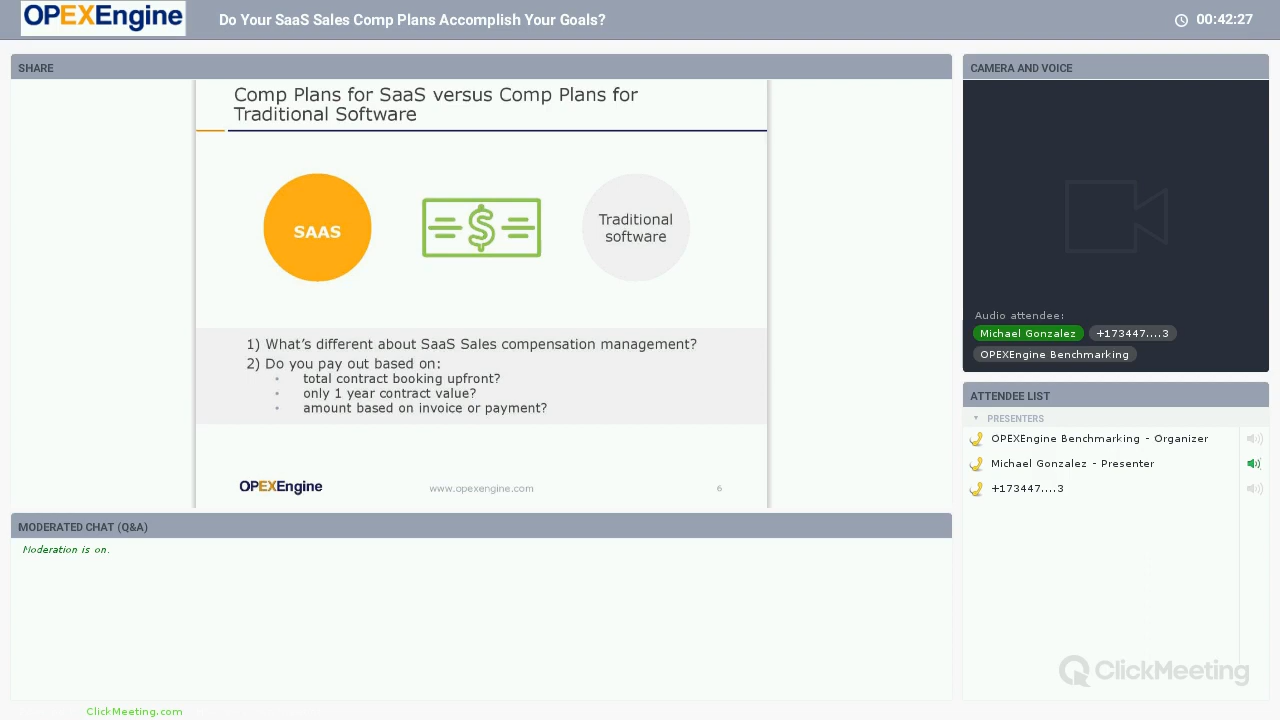 OPEXEngine
Do Your SaaS Sales Comp Plans Accomplish Your Goals?
00:42:27
SHARE
Comp Plans for SaaS versus Comp Plans for
Traditional Software
SAAS
$
Traditional
software
1) What's different about SaaS Sales compensation management?
2) Do you pay out based on:
• total contract booking upfront?
• only 1 year contract value?
• amount based on invoice or payment?
OPEXEngine
www.opexengine.com
6
MODERATED CHAT (Q&A)
Moderation is on.
ClickMeeting.com
CAMERA AND VOICE
Audio attendee:
Michael Gonzalez
+173447....3
OPEXEngine Benchmarking
ATTENDEE LIST
PRESENTERS
OPEXEngine Benchmarking - Organizer
Michael Gonzalez - Presenter
+173447....3
ClickMeeting